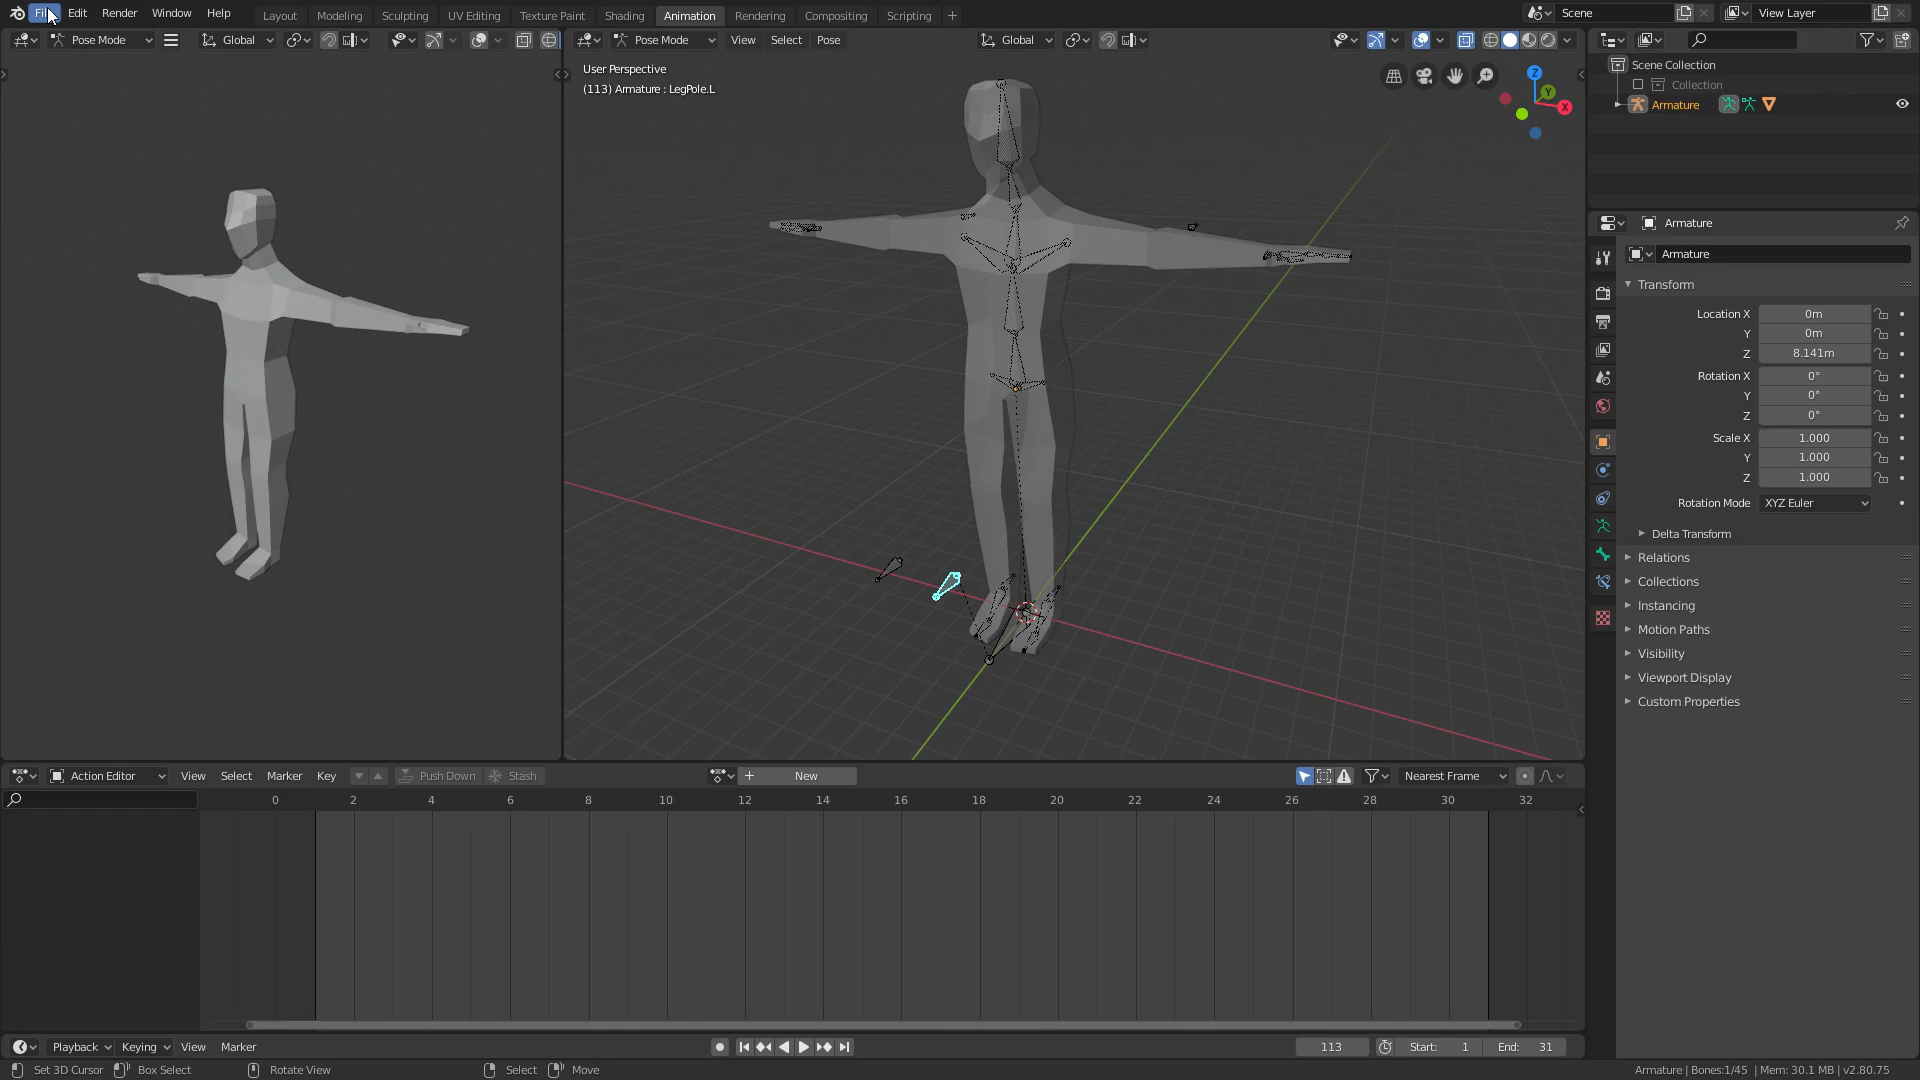 File Edit Render Window Help Layout Modeling Sculpting UV Editing Texture Paint Shading Animation Rendering Compositing Scripting + Scene View Layer
Pose Mode Global Pose Mode View Select Pose Global
User Perspective
(113) Armature : LegPole.L
Z
Y
X
Scene Collection
Collection
Armature
Armature
Armature
Transform
Location X 0m
Y 0m
Z 8.141m
Rotation X 0°
Y 0°
Z 0°
Scale X 1.000
Y 1.000
Z 1.000
Rotation Mode XYZ Euler
Delta Transform
Relations
Collections
Instancing
Motion Paths
Visibility
Viewport Display
Custom Properties
Action Editor View Select Marker Key Push Down Stash + New Nearest Frame
0 2 4 6 8 10 12 14 16 18 20 22 24 26 28 30 32
Playback Keying View Marker 113 Start: 1 End: 31
Set 3D Cursor Box Select Rotate View Select Move Armature | Bones:1/45 | Mem: 30.1 MB | v2.80.75